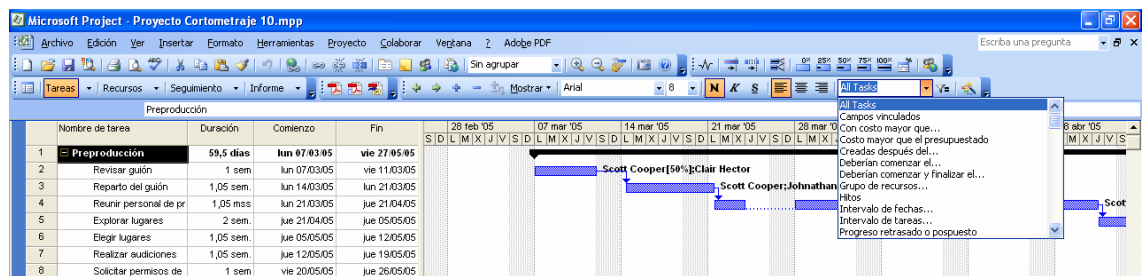 Microsoft Project - Proyecto Cortometraje 10.mpp
Archivo Edición Ver Insertar Formato Herramientas Proyecto Colaborar Ventana ? Adobe PDF Escriba una pregunta
Sin agrupar 0% 25% 50% 75% 100%
Tareas Recursos Seguimiento Informe Mostrar Arial 8 N K S All Tasks
Preproducción
All Tasks
Campos vinculados
Con costo mayor que...
Costo mayor que el presupuestado
Creadas después del...
Deberían comenzar el...
Deberían comenzar y finalizar el...
Grupo de recursos...
Hitos
Intervalo de fechas...
Intervalo de tareas...
Progreso retrasado o pospuesto
Nombre de tarea Duración Comienzo Fin 28 feb '05 07 mar '05 14 mar '05 21 mar '05 28 mar '0 8 abr '05
S D L M X J V S D L M X J V S D L M X J V S D L M X J V S D L M X J M X J V S
1 Preproducción 59,5 días lun 07/03/05 vie 27/05/05
2 Revisar guión 1 sem lun 07/03/05 vie 11/03/05 Scott Cooper[50%];Clair Hector
3 Reparto del guión 1,05 sem. lun 14/03/05 lun 21/03/05 Scott Cooper;Johnathan
4 Reunir personal de pr 1,05 mss lun 21/03/05 jue 21/04/05 Scot
5 Explorar lugares 2 sem. jue 21/04/05 jue 05/05/05
6 Elegir lugares 1,05 sem. jue 05/05/05 jue 12/05/05
7 Realizar audiciones 1,05 sem. jue 12/05/05 jue 19/05/05
8 Solicitar permisos de 1 sem vie 20/05/05 jue 26/05/05